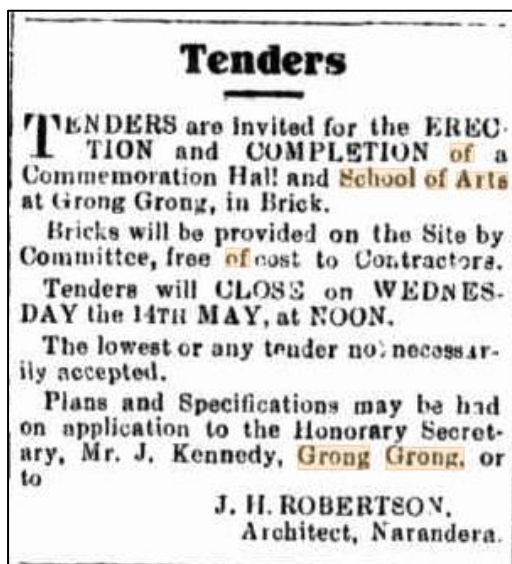 Tenders
TENDERS are invited for the EREC-
TION and COMPLETION of a
Commemoration Hall and School of Arts
at Grong Grong, in Brick.
Bricks will be provided on the Site by
Committee, free of cost to Contractors.
Tenders will CLOSE on WEDNES-
DAY the 14TH MAY, at NOON.
The lowest or any tender not necessar-
ily accepted.
Plans and Specifications may be had
on application to the Honorary Secret-
ary, Mr. J. Kennedy, Grong Grong, or
to
J. H. ROBERTSON,
Architect, Narandera.